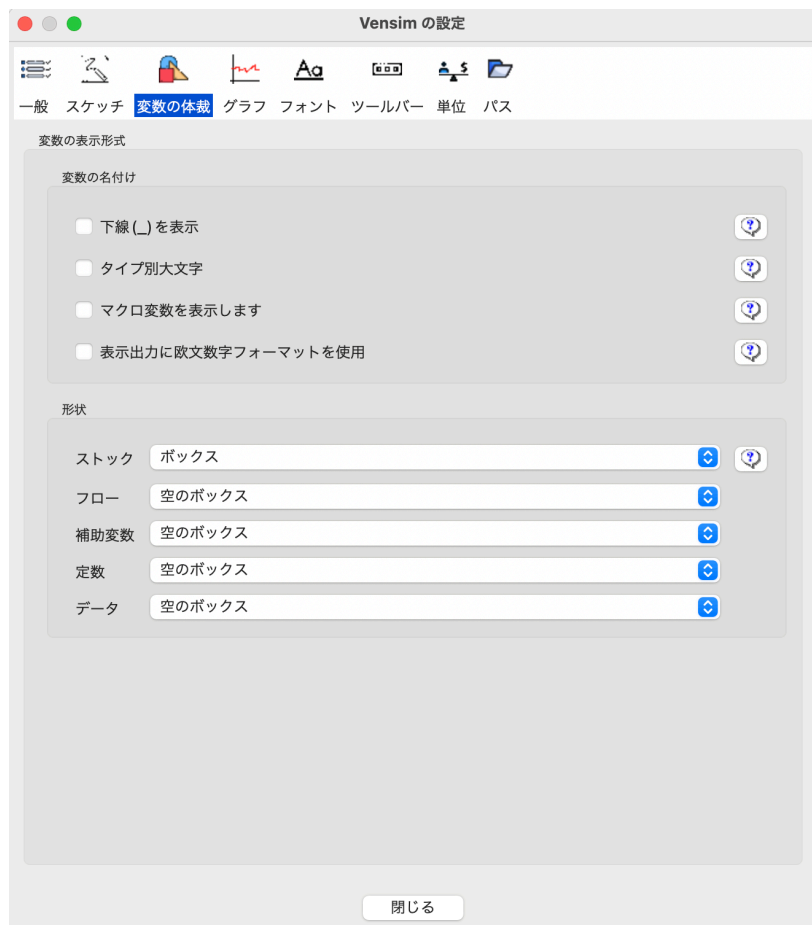 Vensim の設定
Aa
一般 スケッチ 変数の体裁 グラフ フォント ツールバー 単位 パス
変数の表示形式
変数の名付け
下線(_)を表示
タイプ別大文字
マクロ変数を表示します
表示出力に欧文数字フォーマットを使用
形状
ストック ボックス
フロー 空のボックス
補助変数 空のボックス
定数 空のボックス
データ 空のボックス
閉じる